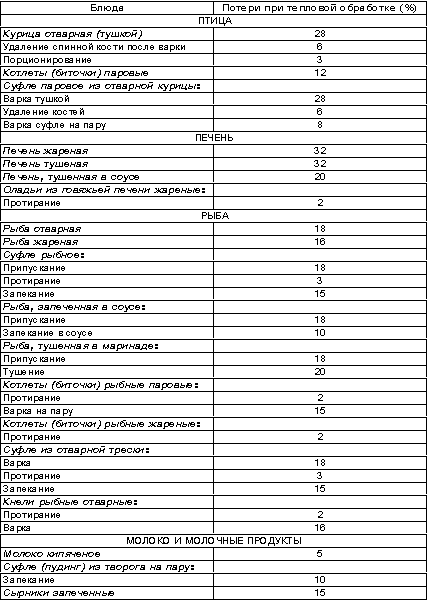 Блюда Потери при тепловой обработке (%)
ПТИЦА
Курица отварная (тушкой) 28
Удаление спинной кости после варки 6
Порционирование 3
Котлеты (биточки) паровые 12
Суфле паровое из отварной курицы:
Варка тушкой 28
Удаление костей 6
Варка суфле на пару 8
ПЕЧЕНЬ
Печень жареная 32
Печень тушеная 32
Печень, тушенная в соусе 20
Оладьи из говяжьей печени жареные:
Протирание 2
РЫБА
Рыба отварная 18
Рыба жареная 16
Суфле рыбное:
Припускание 18
Протирание 3
Запекание 15
Рыба, запеченная в соусе:
Припускание 18
Запекание в соусе 10
Рыба, тушенная в маринаде:
Припускание 18
Тушение 20
Котлеты (биточки) рыбные паровые:
Протирание 2
Варка на пару 15
Котлеты (биточки) рыбные жареные:
Протирание 2
Суфле из отварной трески:
Варка 18
Протирание 3
Запекание 15
Кнели рыбные отварные:
Протирание 2
Варка 16
МОЛОКО И МОЛОЧНЫЕ ПРОДУКТЫ
Молоко кипяченое 5
Суфле (пудинг) из творога на пару:
Запекание 10
Сырники запеченные 15